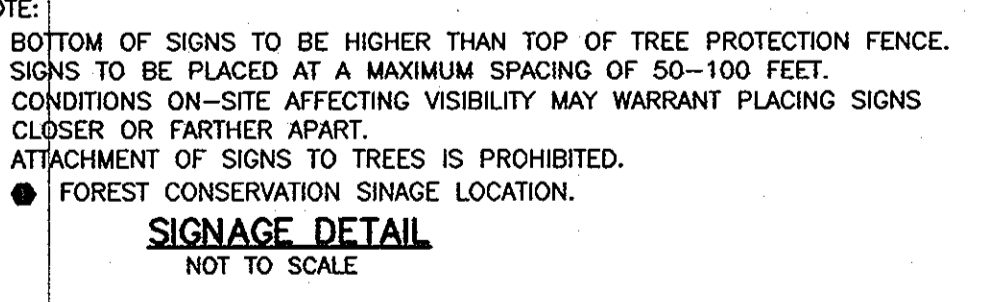 OTE:
BOTTOM OF SIGNS TO BE HIGHER THAN TOP OF TREE PROTECTION FENCE.
SIGNS TO BE PLACED AT A MAXIMUM SPACING OF 50-100 FEET.
CONDITIONS ON-SITE AFFECTING VISIBILITY MAY WARRANT PLACING SIGNS
CLOSER OR FARTHER APART.
ATTACHMENT OF SIGNS TO TREES IS PROHIBITED.
FOREST CONSERVATION SINAGE LOCATION.
SIGNAGE DETAIL
NOT TO SCALE